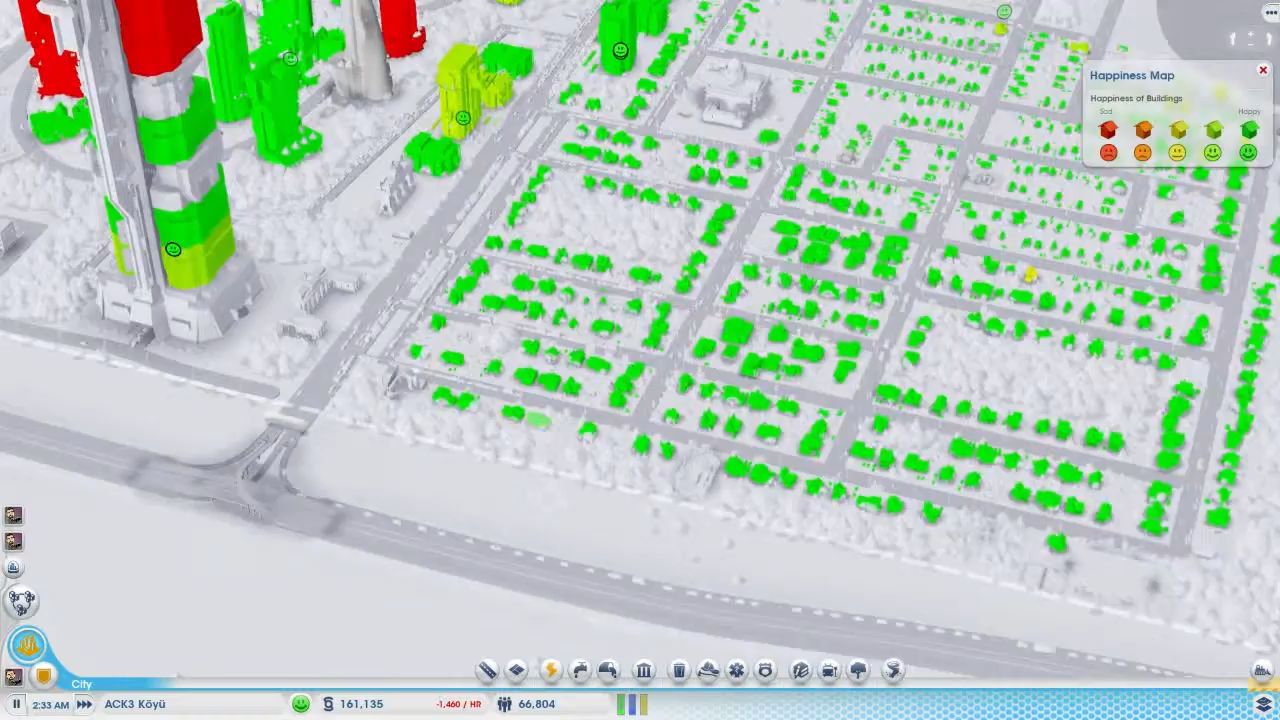 Happiness Map
Happiness of Buildings
Sad Happy
City
2:33 AM ACK3 Köyü 161,135 -1,460 / HR 66,804